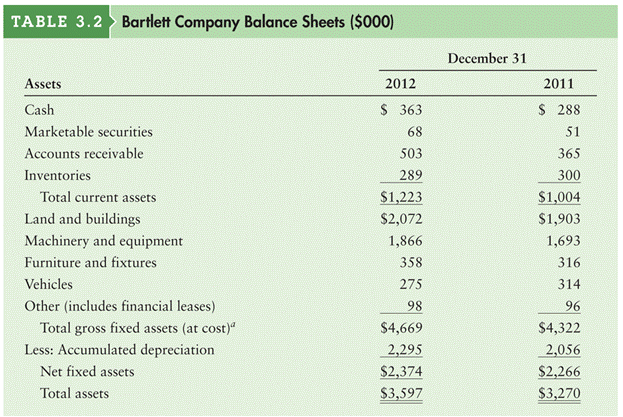 TABLE 3.2 Bartlett Company Balance Sheets ($000)
December 31
Assets 2012 2011
Cash $ 363 $ 288
Marketable securities 68 51
Accounts receivable 503 365
Inventories 289 300
Total current assets $1,223 $1,004
Land and buildings $2,072 $1,903
Machinery and equipment 1,866 1,693
Furniture and fixtures 358 316
Vehicles 275 314
Other (includes financial leases) 98 96
Total gross fixed assets (at cost)a $4,669 $4,322
Less: Accumulated depreciation 2,295 2,056
Net fixed assets $2,374 $2,266
Total assets $3,597 $3,270